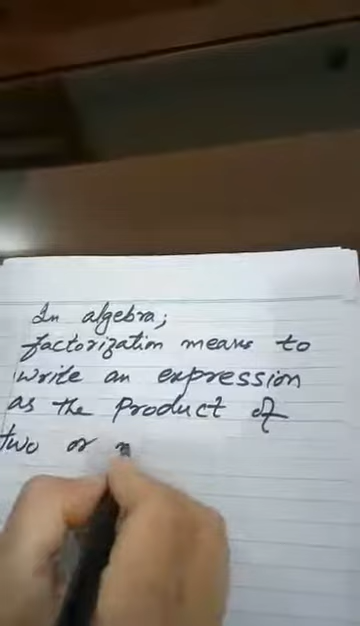 In algebra;
factorization means to
write an expression
as the product of
two or